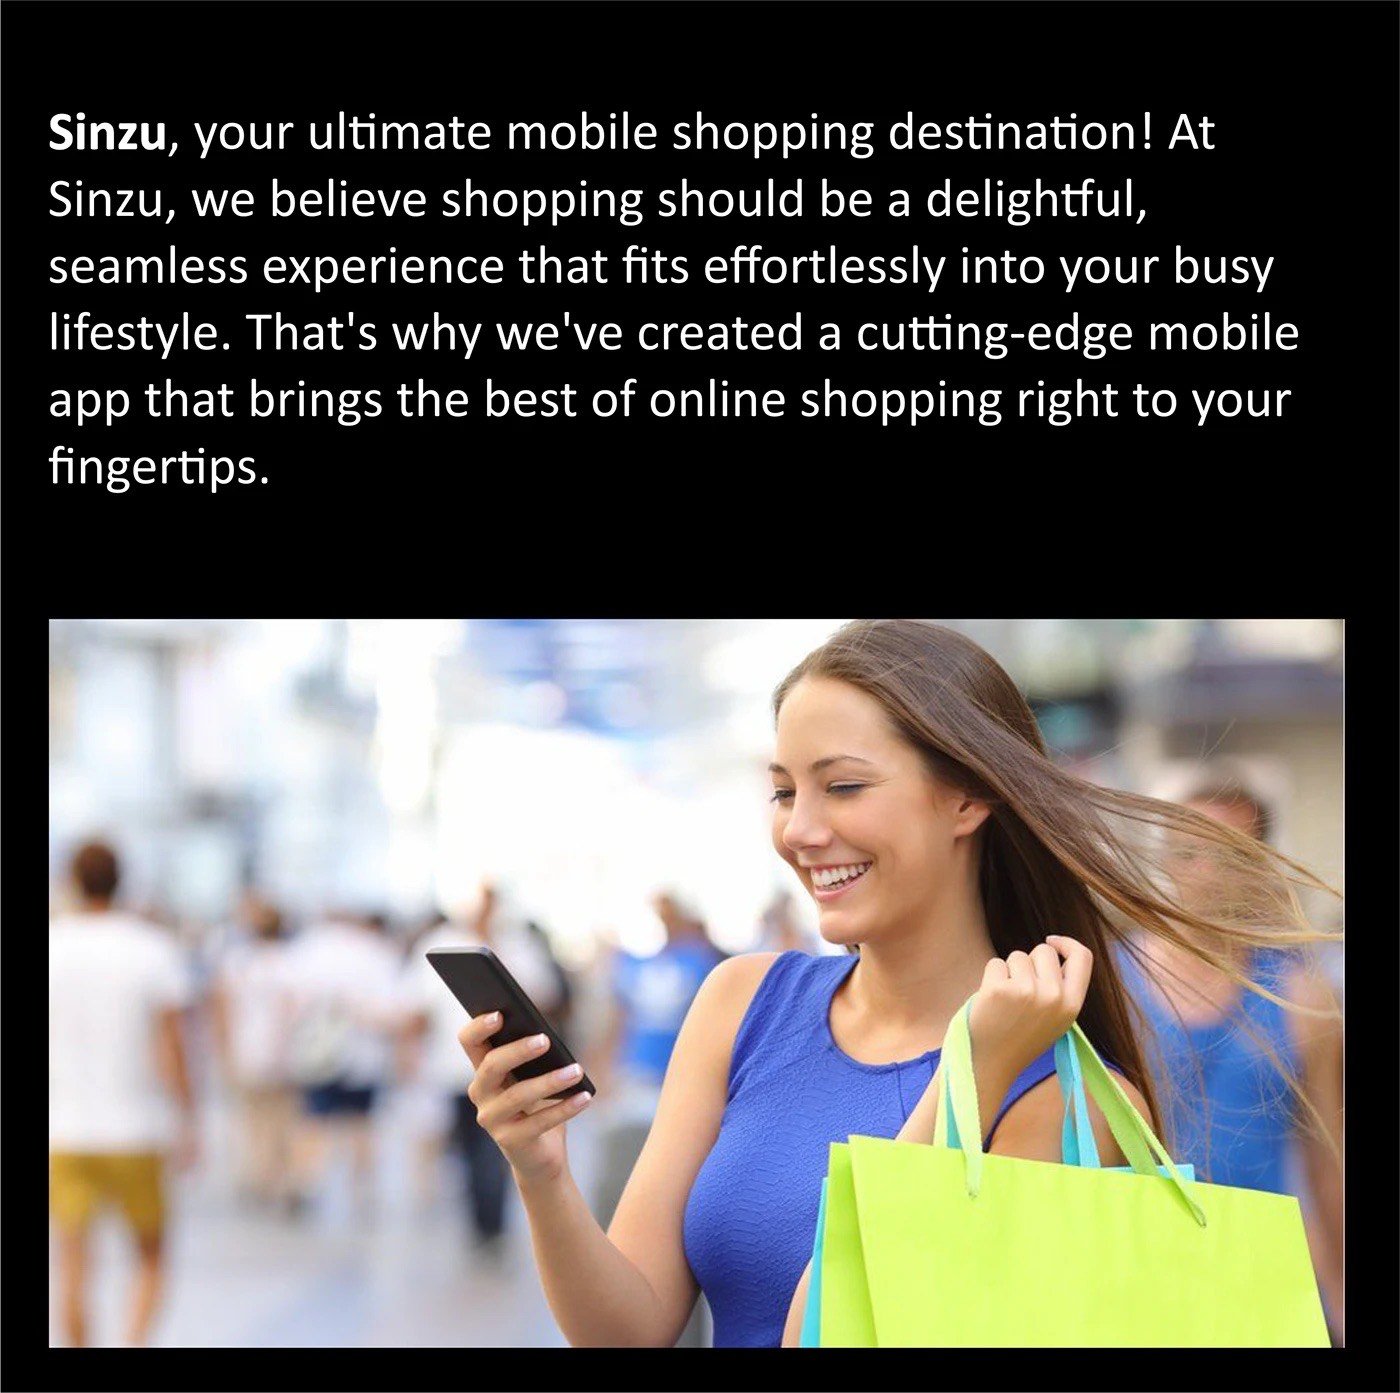 Sinzu, your ultimate mobile shopping destination! At
Sinzu, we believe shopping should be a delightful,
seamless experience that fits effortlessly into your busy
lifestyle. That's why we've created a cutting-edge mobile
app that brings the best of online shopping right to your
fingertips.